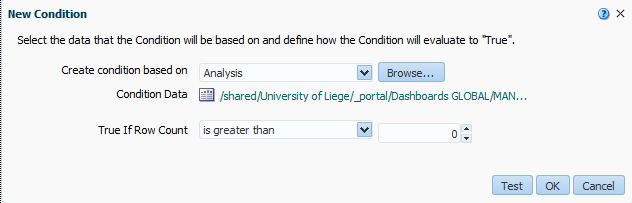 New Condition
Select the data that the Condition will be based on and define how the Condition will evaluate to "True".
Create condition based on Analysis Browse...
Condition Data /shared/University of Liege/_portal/Dashboards GLOBAL/MAN...
True If Row Count is greater than 0
Test OK Cancel